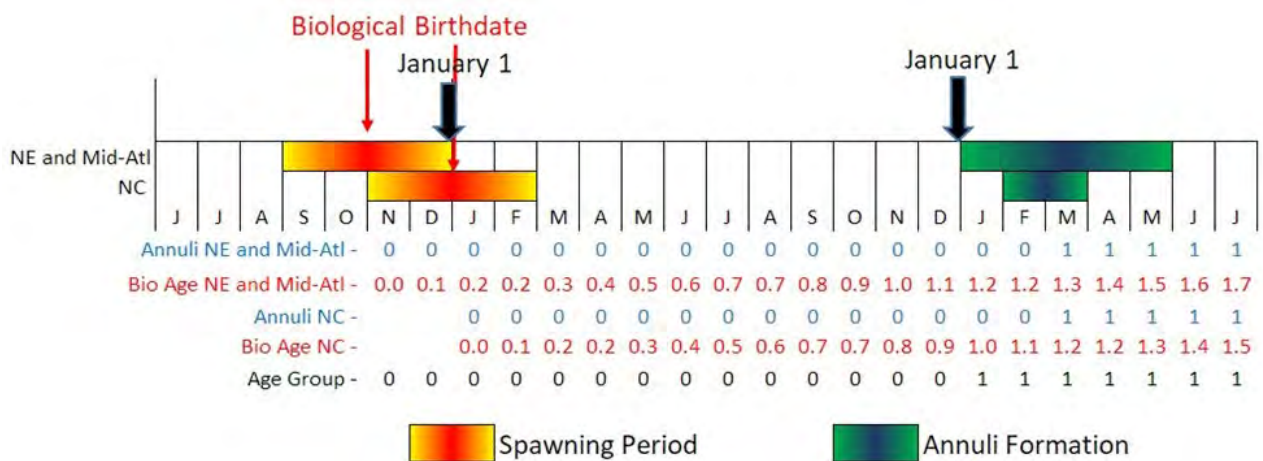 Biological Birthdate
January 1
January 1
NE and Mid-Atl
NC
J J A S O N D J F M A M J J A S O N D J F M A M J J
Annuli NE and Mid-Atl - 0 0 0 0 0 0 0 0 0 0 0 0 0 0 0 0 1 1 1 1 1
Bio Age NE and Mid-Atl - 0.0 0.1 0.2 0.2 0.3 0.4 0.5 0.6 0.7 0.7 0.8 0.9 1.0 1.1 1.2 1.2 1.3 1.4 1.5 1.6 1.7
Annuli NC - 0 0 0 0 0 0 0 0 0 0 0 0 0 0 1 1 1 1 1
Bio Age NC - 0.0 0.1 0.2 0.2 0.3 0.4 0.5 0.6 0.7 0.7 0.8 0.9 1.0 1.1 1.2 1.2 1.3 1.4 1.5
Age Group - 0 0 0 0 0 0 0 0 0 0 0 0 0 0 1 1 1 1 1 1 1
Spawning Period
Annuli Formation